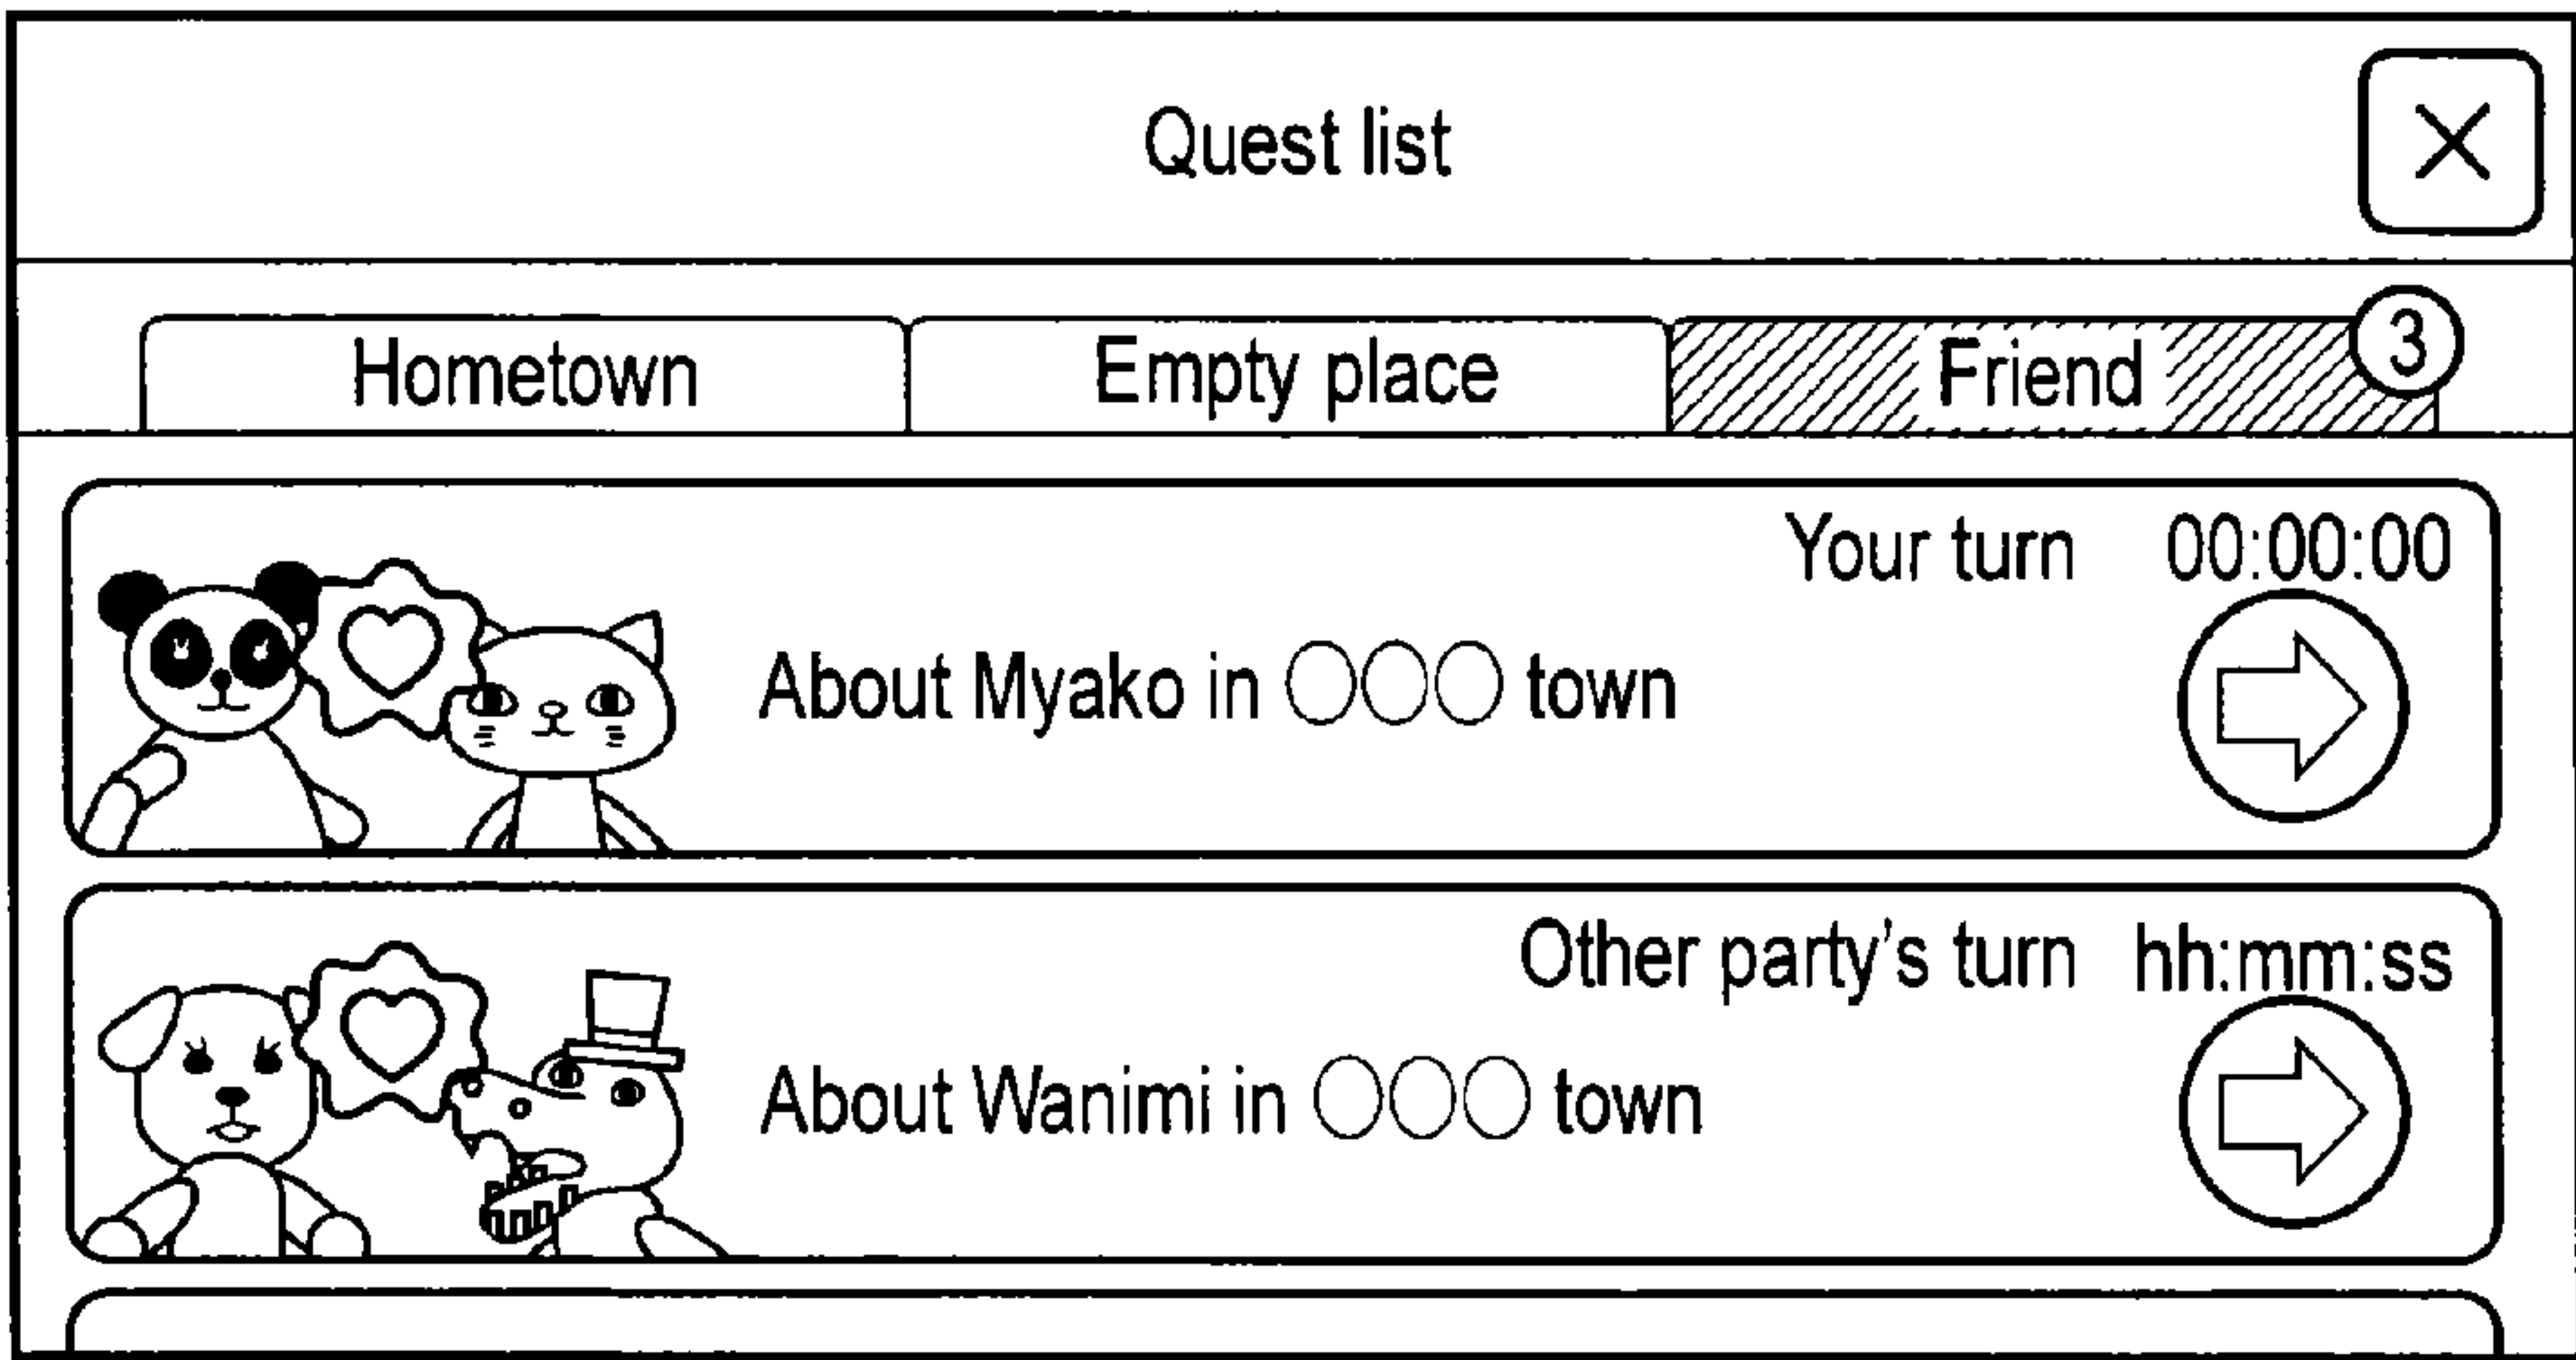 Quest list
Hometown Empty place Friend 3
Your turn 00:00:00
About Myako in ○○○ town
Other party's turn hh:mm:ss
About Wanimi in ○○○ town